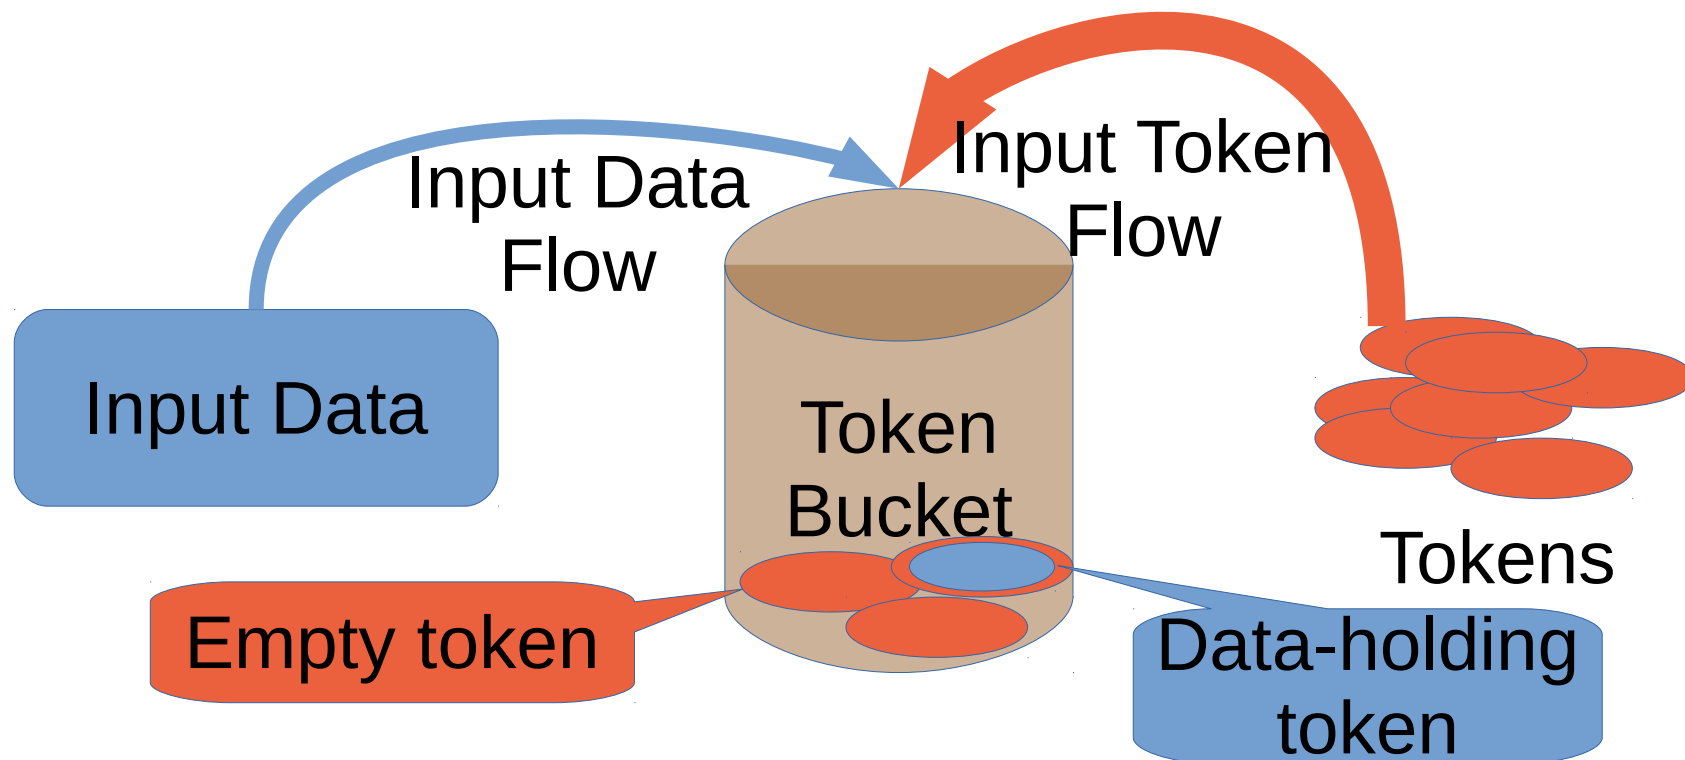 Input Data
Flow
Input Token
Flow
Input Data
Token
Bucket
Tokens
Empty token
Data-holding
token